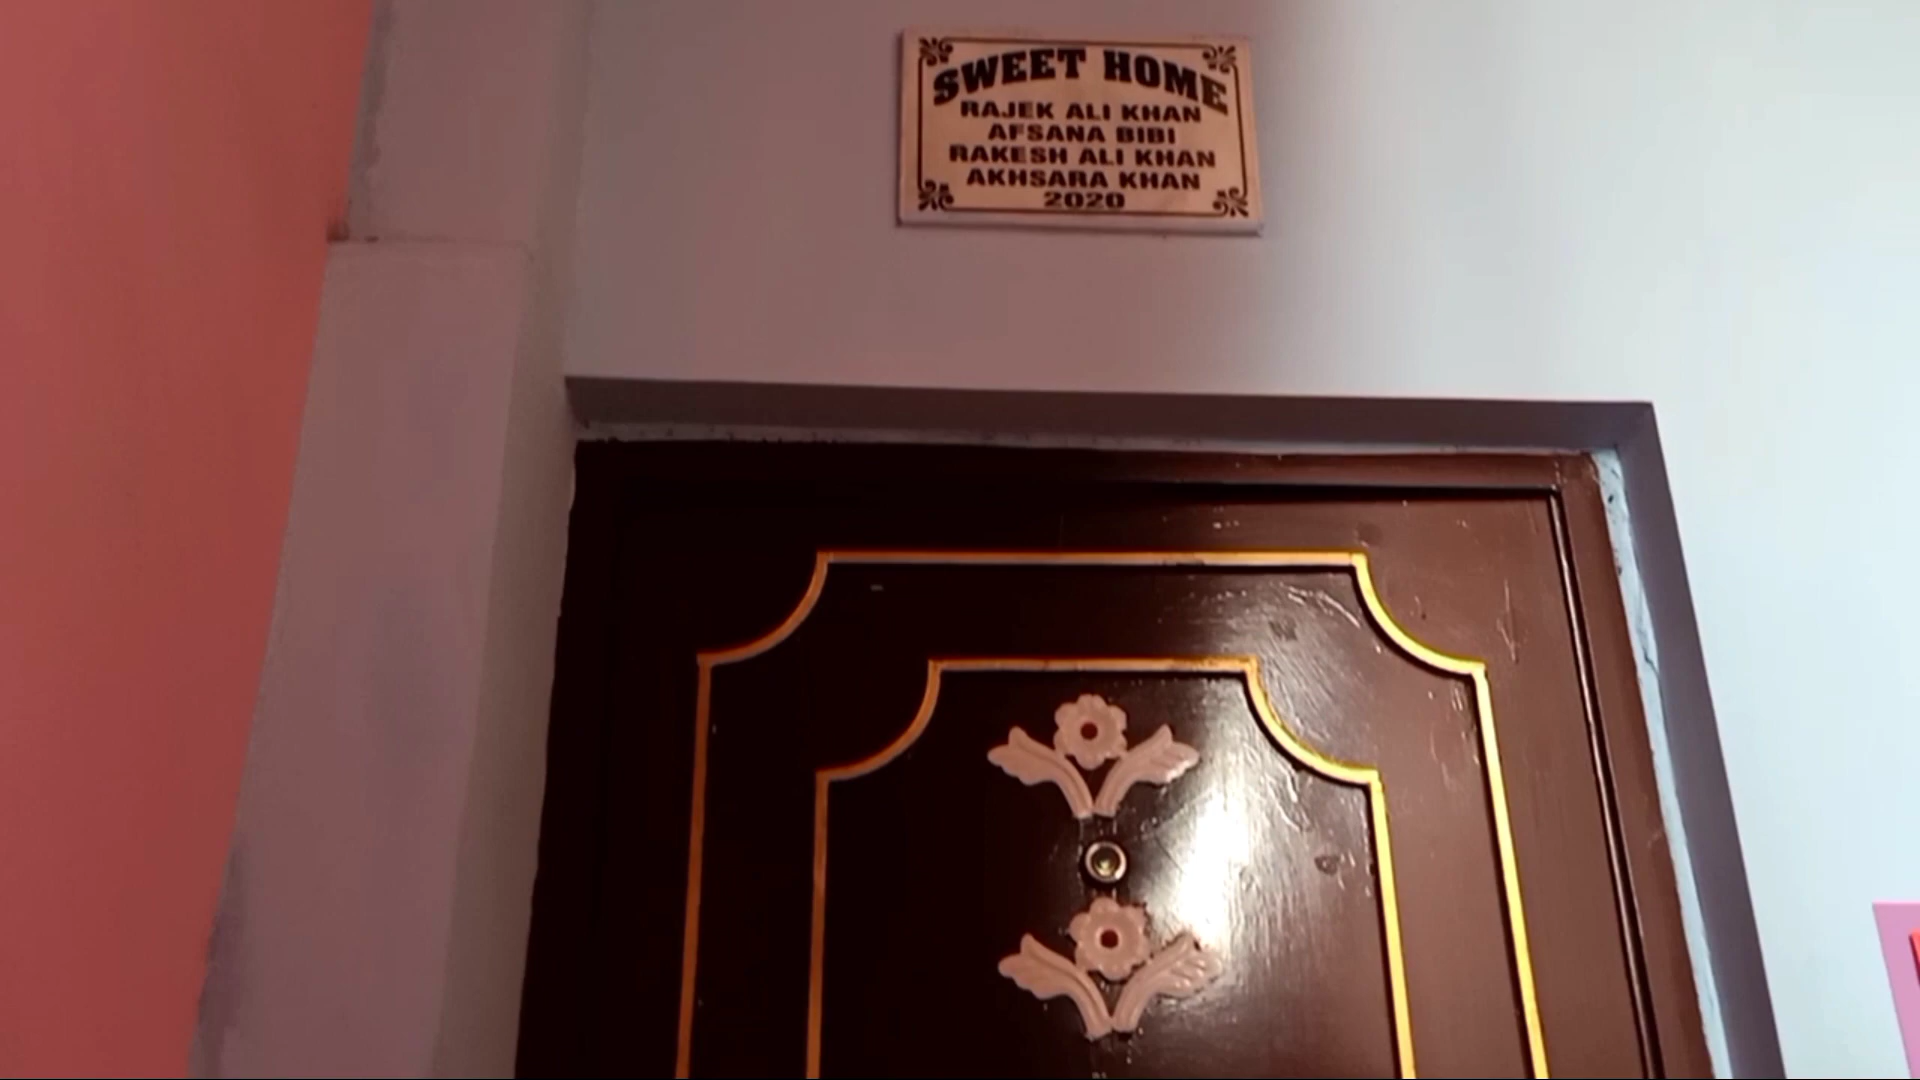 SWEET HOME
RAJEK ALI KHAN
AFSANA BIBI
RAKESH ALI KHAN
AKHSARA KHAN
2020